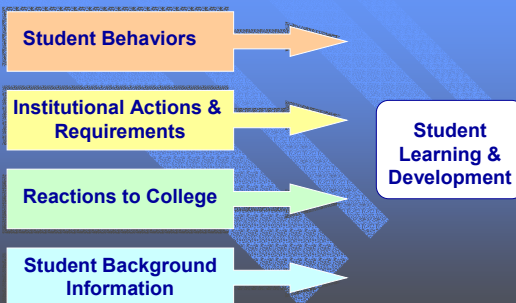 Student Behaviors
Institutional Actions &
Requirements
Reactions to College
Student Background
Information
Student
Learning &
Development